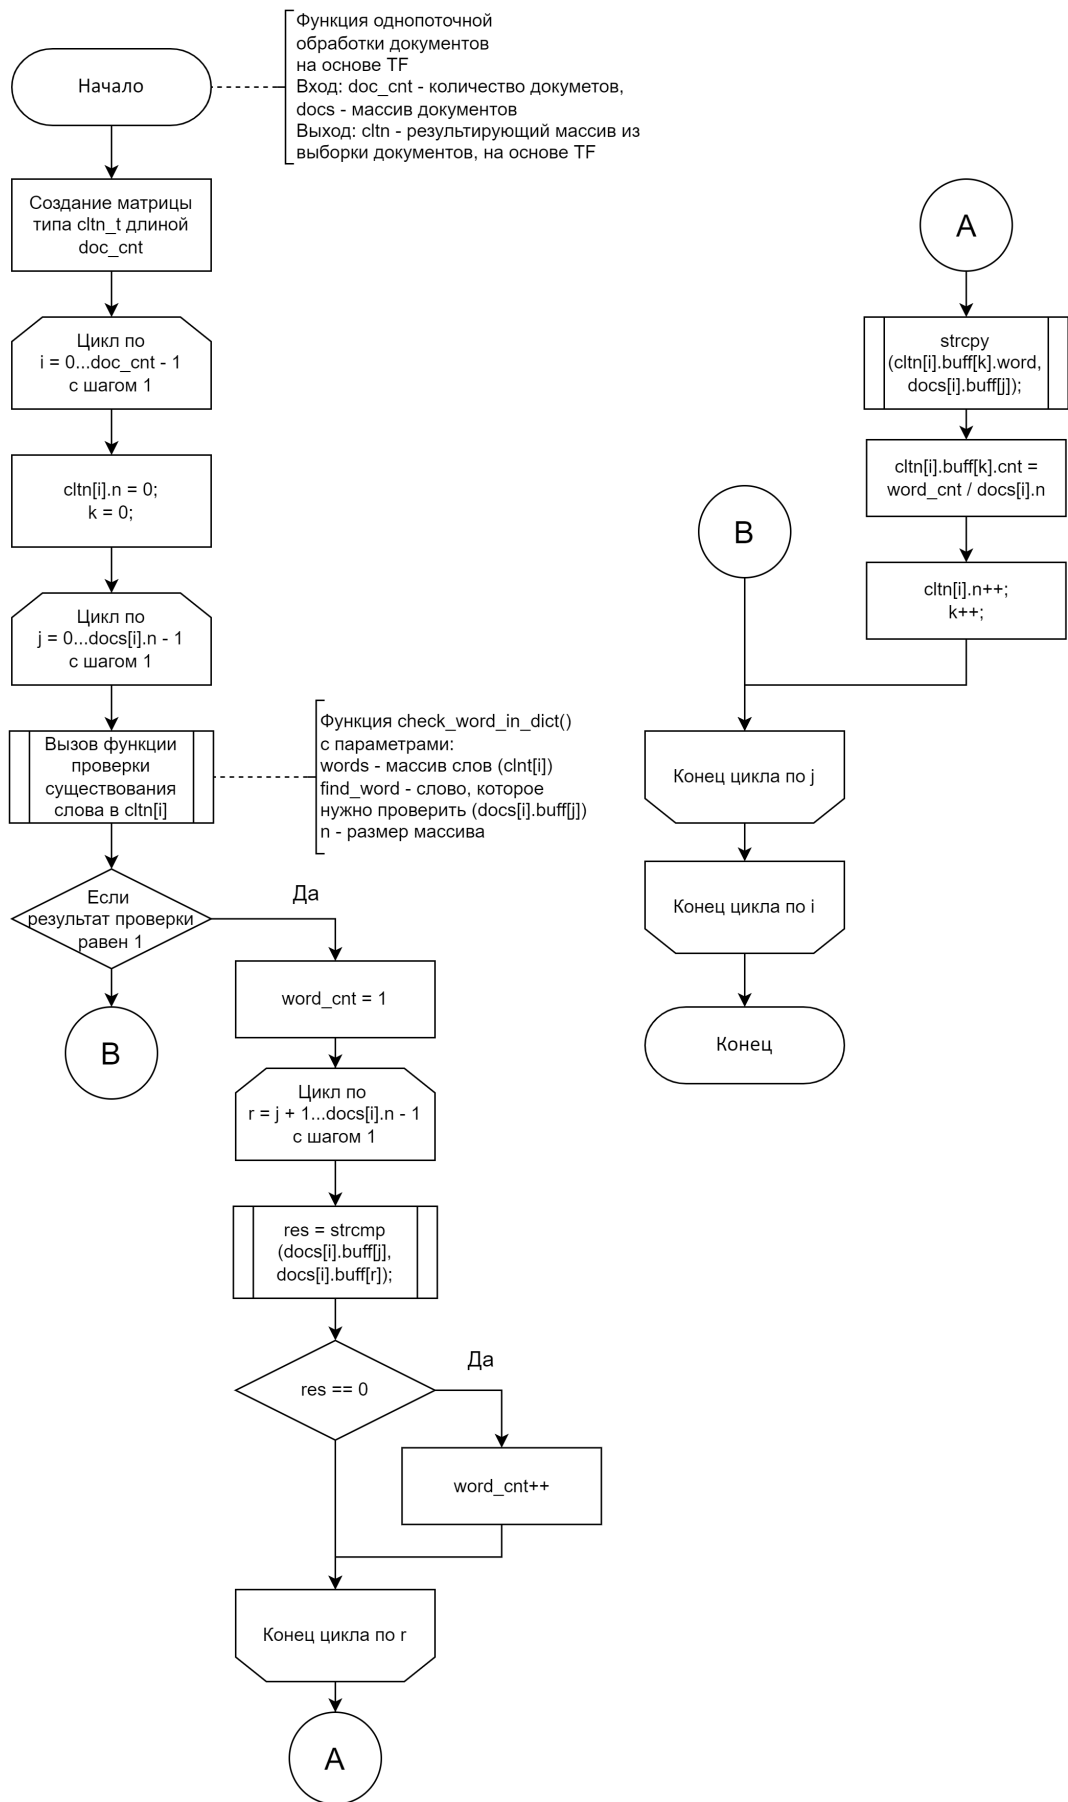 Начало
Функция однопоточной
обработки документов
на основе TF
Вход: doc_cnt - количество докуметов,
docs - массив документов
Выход: cltn - результирующий массив из
выборки документов, на основе TF
Создание матрицы
типа cltn_t длиной
doc_cnt
Цикл по
i = 0...doc_cnt - 1
с шагом 1
cltn[i].n = 0;
k = 0;
Цикл по
j = 0...docs[i].n - 1
с шагом 1
Вызов функции
проверки
существования
слова в cltn[i]
Функция check_word_in_dict()
с параметрами:
words - массив слов (clnt[i])
find_word - слово, которое
нужно проверить (docs[i].buff[j])
n - размер массива
Если
результат проверки
равен 1
Да
B
word_cnt = 1
Цикл по
r = j + 1...docs[i].n - 1
с шагом 1
res = strcmp
(docs[i].buff[j],
docs[i].buff[r]);
res == 0
Да
word_cnt++
Конец цикла по r
A
A
strcpy
(cltn[i].buff[k].word,
docs[i].buff[j]);
cltn[i].buff[k].cnt =
word_cnt / docs[i].n
cltn[i].n++;
k++;
B
Конец цикла по j
Конец цикла по i
Конец